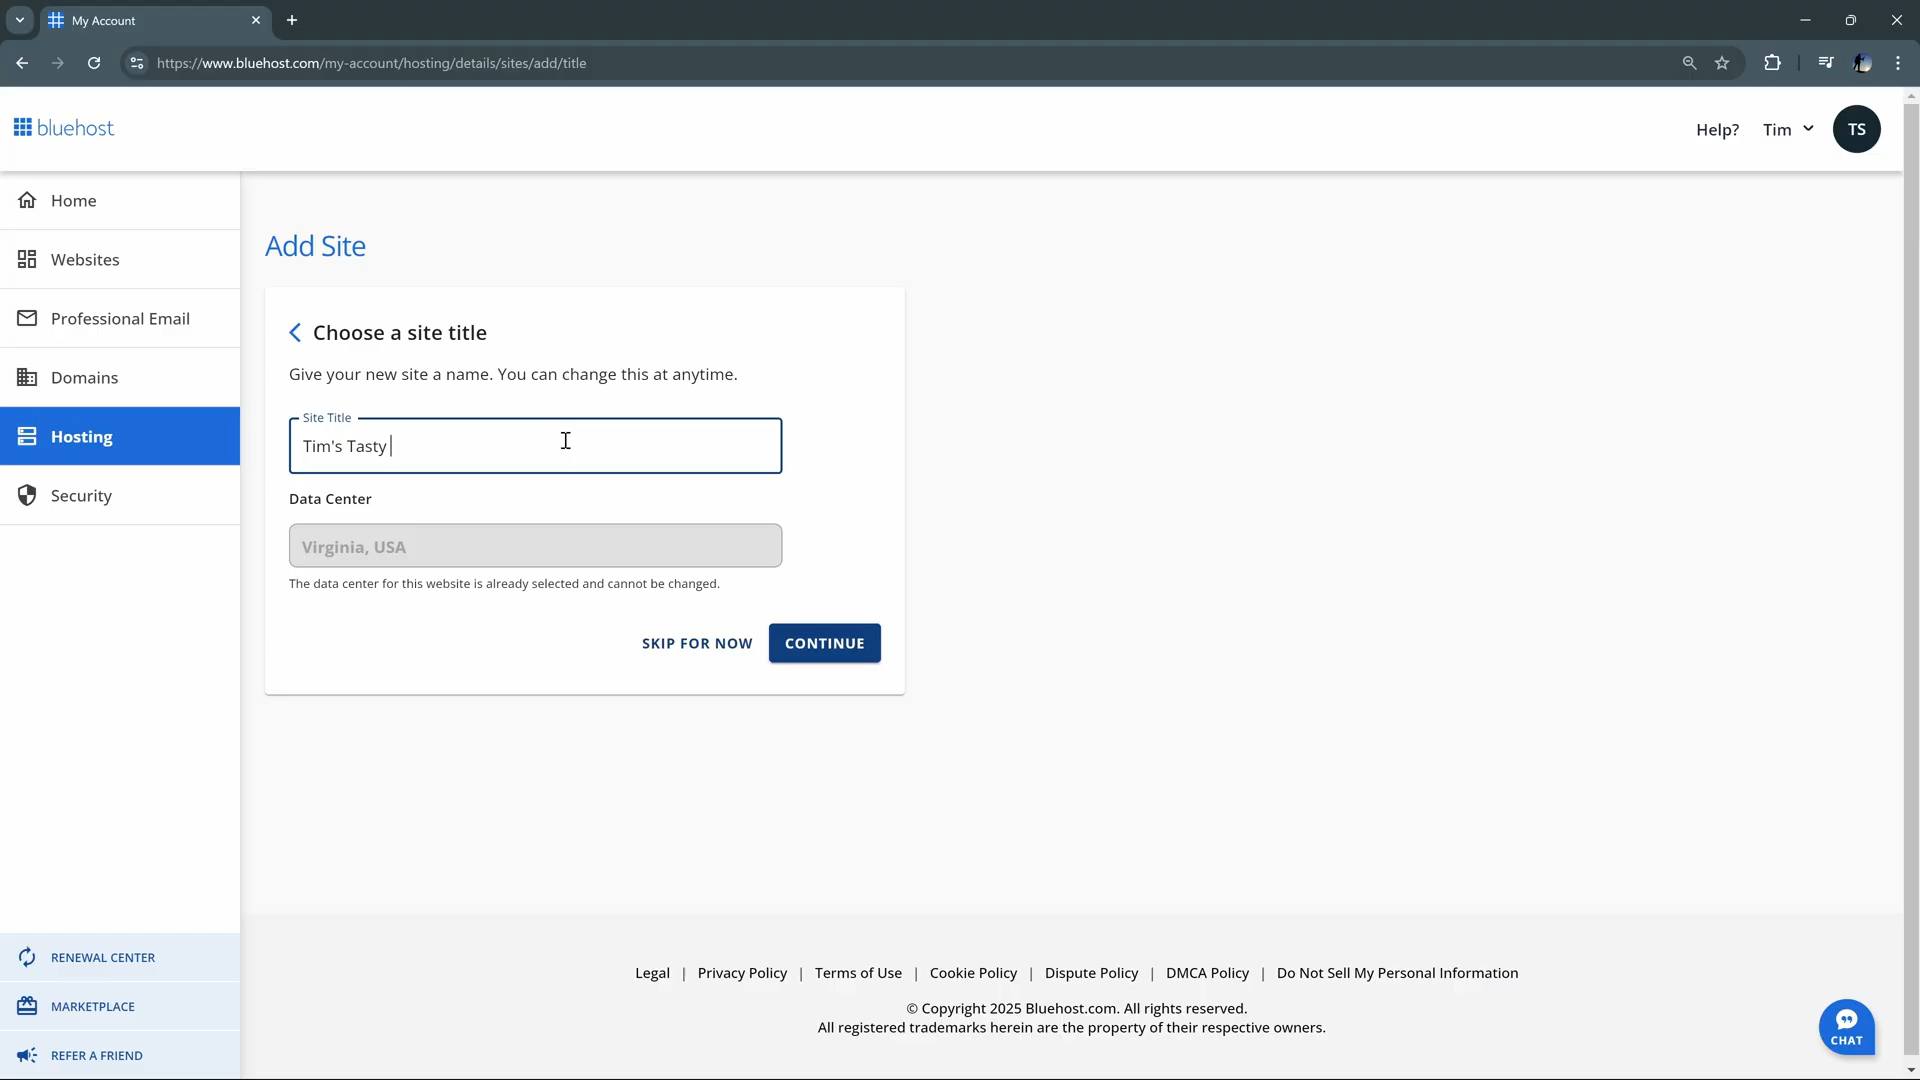 My Account
https://www.bluehost.com/my-account/hosting/details/sites/add/title
bluehost
Help?
Tim
TS
Home
Websites
Professional Email
Domains
Hosting
Security
Add Site
Choose a site title
Give your new site a name. You can change this at anytime.
Site Title
Tim's Tasty
Data Center
Virginia, USA
The data center for this website is already selected and cannot be changed.
SKIP FOR NOW
CONTINUE
RENEWAL CENTER
MARKETPLACE
REFER A FRIEND
Legal | Privacy Policy | Terms of Use | Cookie Policy | Dispute Policy | DMCA Policy | Do Not Sell My Personal Information
© Copyright 2025 Bluehost.com. All rights reserved.
All registered trademarks herein are the property of their respective owners.
CHAT